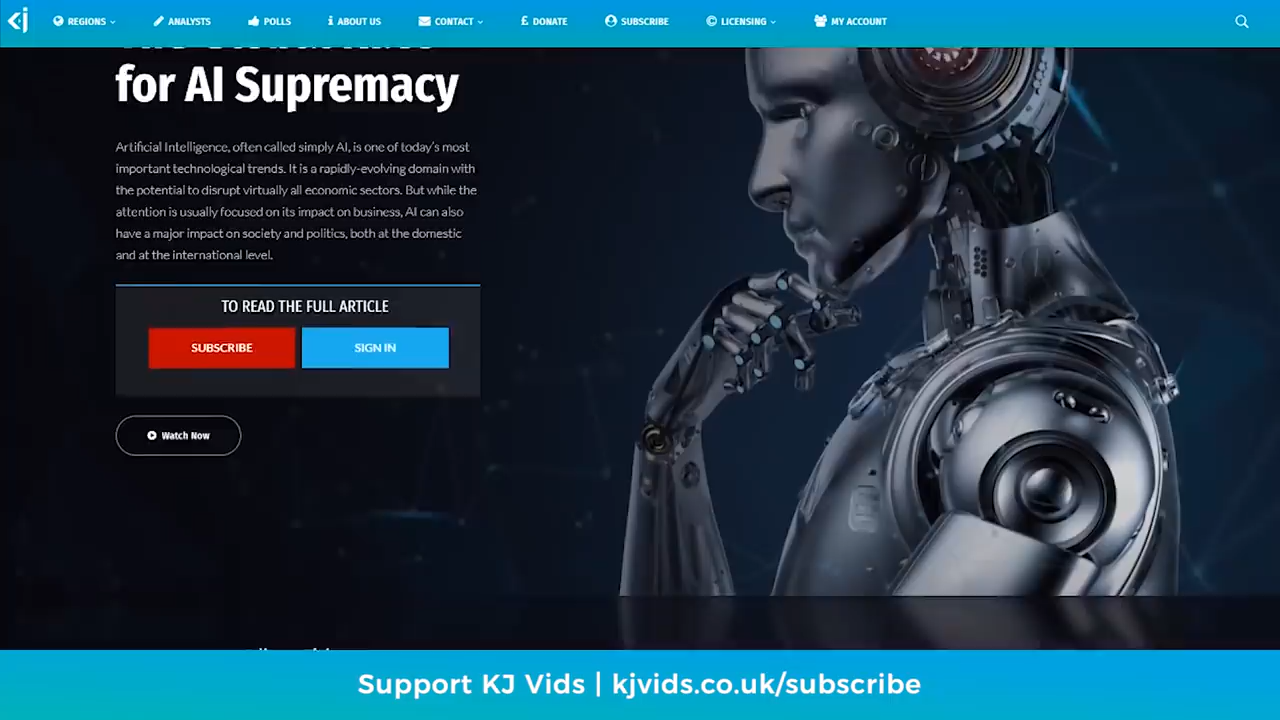 REGIONS
ANALYSTS
POLLS
ABOUT US
CONTACT
£ DONATE
SUBSCRIBE
LICENSING
MY ACCOUNT
for AI Supremacy
Artificial Intelligence, often called simply AI, is one of today's most
important technological trends. It is a rapidly-evolving domain with
the potential to disrupt virtually all economic sectors. But while the
attention is usually focused on its impact on business, AI can also
have a major impact on society and politics, both at the domestic
and at the international level.
TO READ THE FULL ARTICLE
SUBSCRIBE
SIGN IN
Watch Now
Support KJ Vids | kjvids.co.uk/subscribe